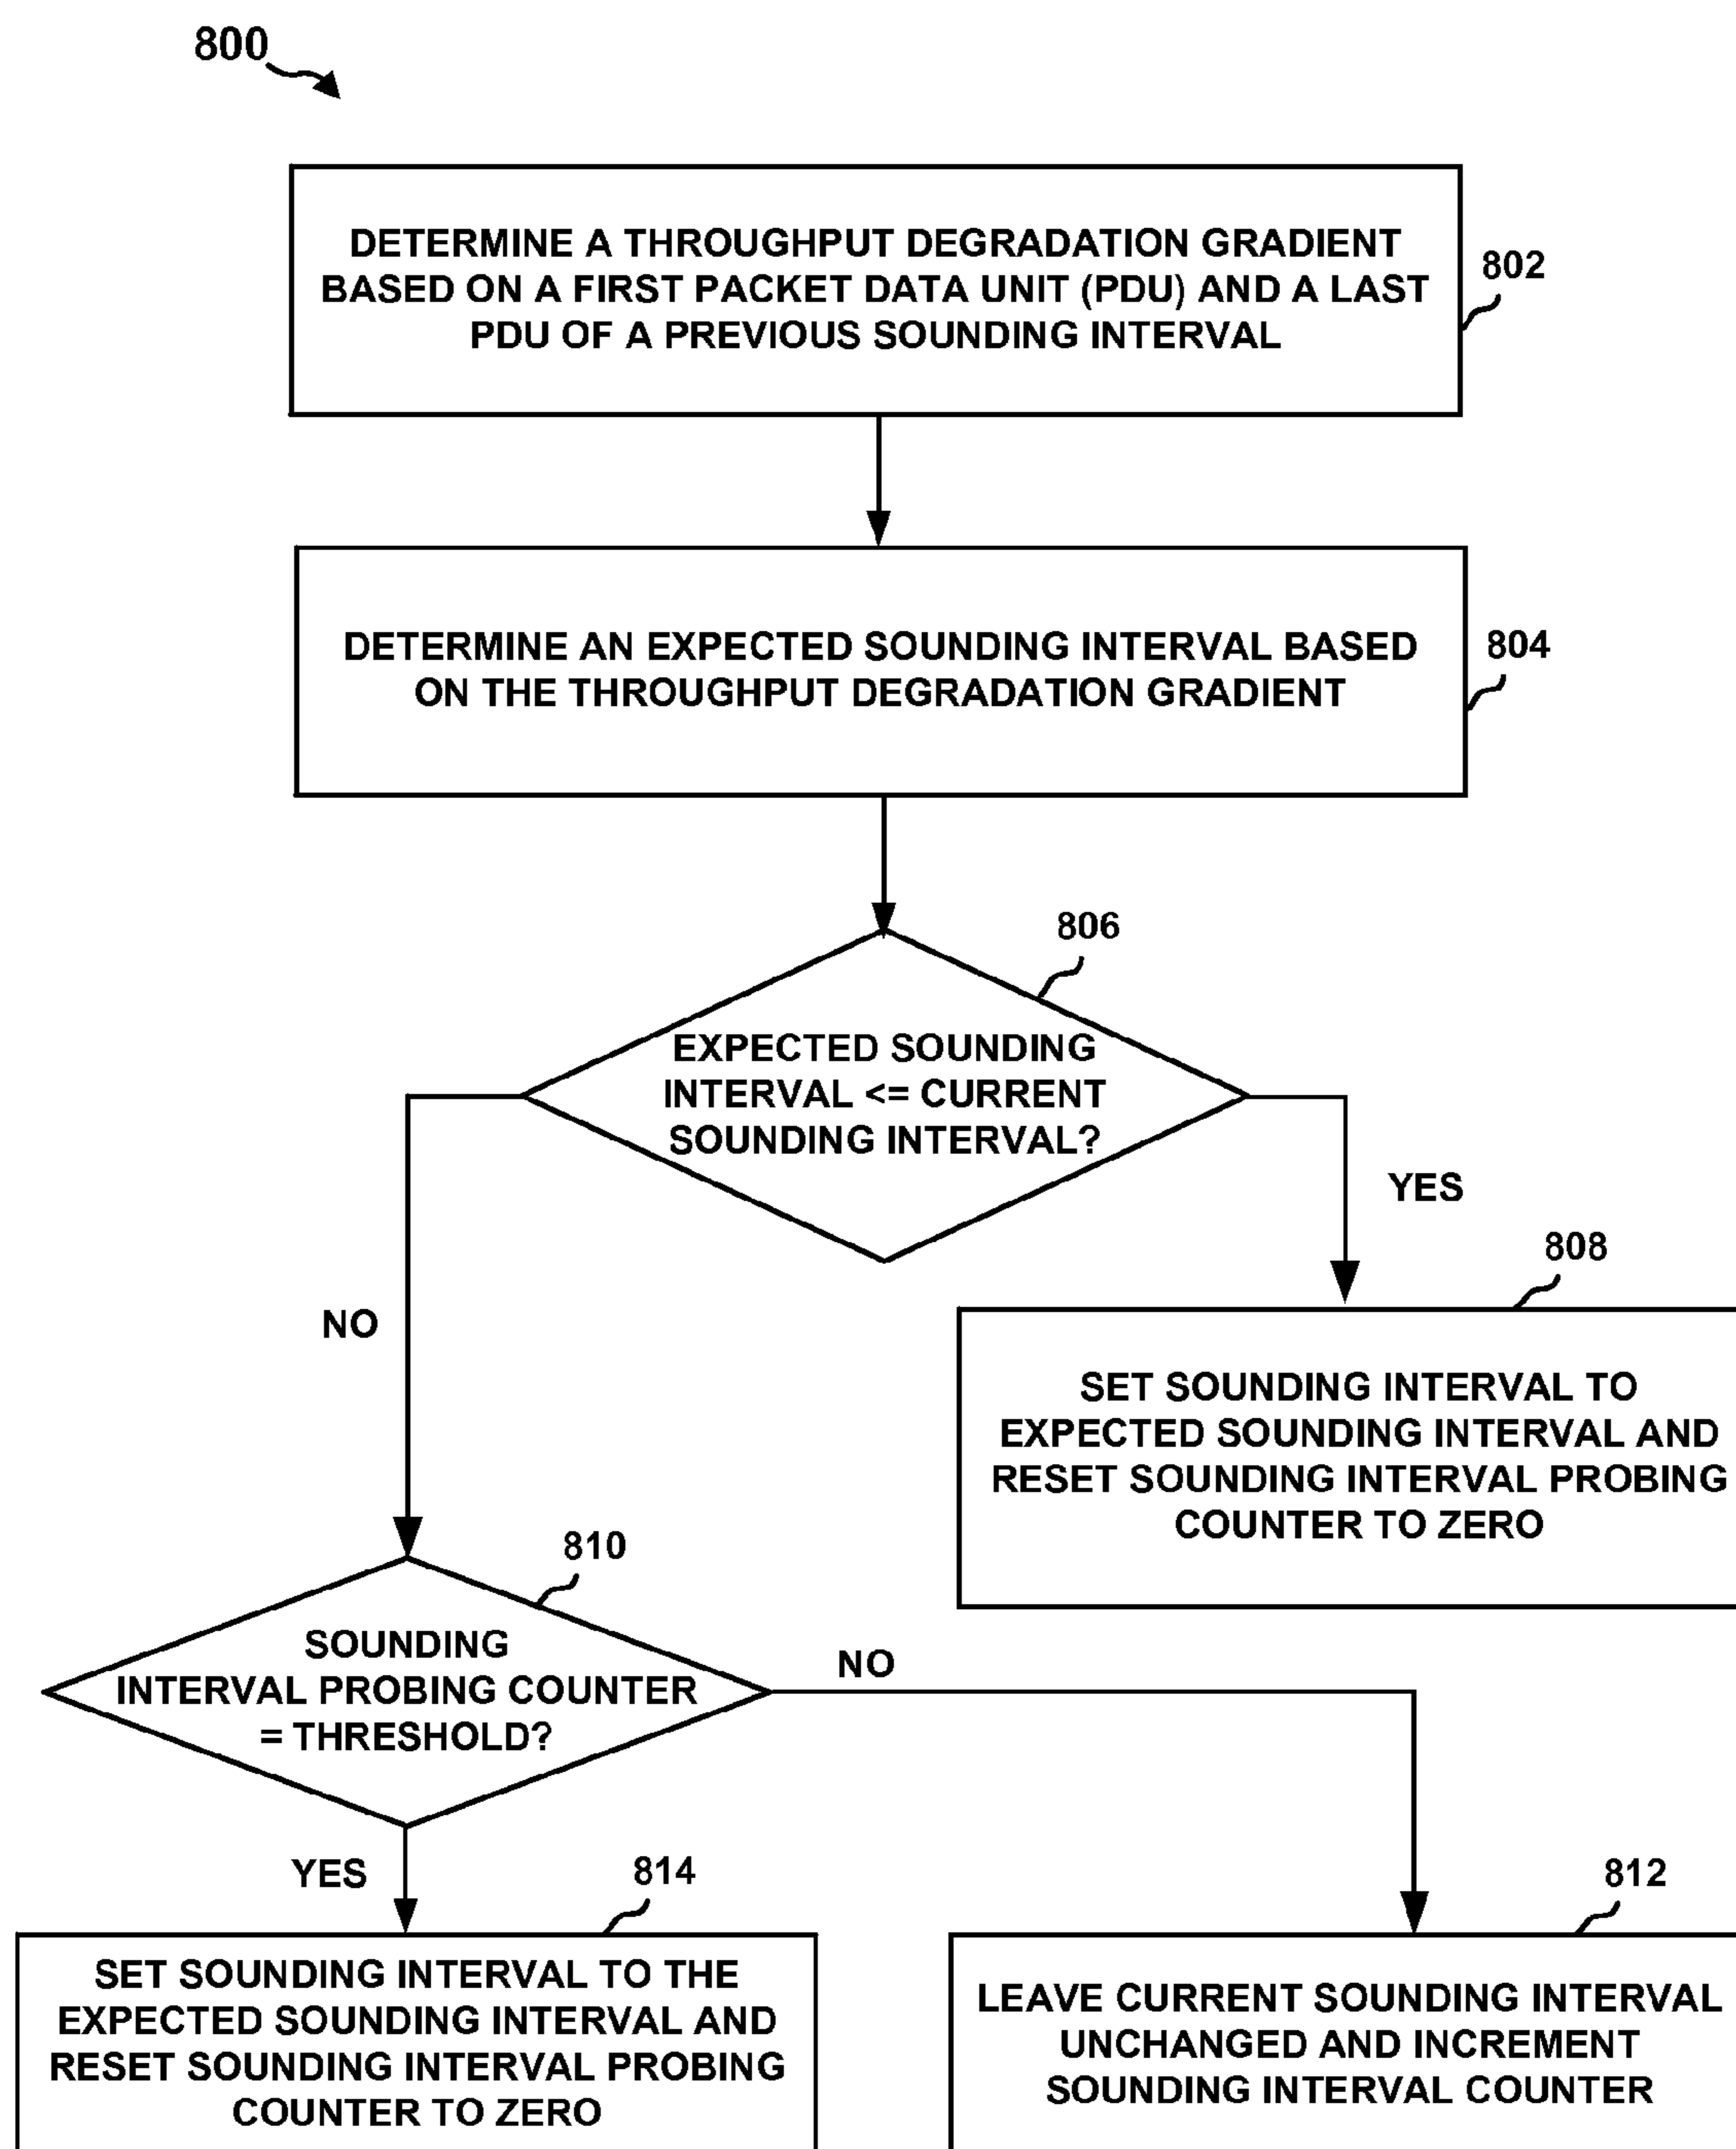 800
DETERMINE A THROUGHPUT DEGRADATION GRADIENT
BASED ON A FIRST PACKET DATA UNIT (PDU) AND A LAST
PDU OF A PREVIOUS SOUNDING INTERVAL
802
DETERMINE AN EXPECTED SOUNDING INTERVAL BASED
ON THE THROUGHPUT DEGRADATION GRADIENT
804
806
EXPECTED SOUNDING
INTERVAL <= CURRENT
SOUNDING INTERVAL?
YES
NO
808
SET SOUNDING INTERVAL TO
EXPECTED SOUNDING INTERVAL AND
RESET SOUNDING INTERVAL PROBING
COUNTER TO ZERO
810
SOUNDING
INTERVAL PROBING COUNTER
= THRESHOLD?
NO
YES
814
SET SOUNDING INTERVAL TO THE
EXPECTED SOUNDING INTERVAL AND
RESET SOUNDING INTERVAL PROBING
COUNTER TO ZERO
812
LEAVE CURRENT SOUNDING INTERVAL
UNCHANGED AND INCREMENT
SOUNDING INTERVAL COUNTER